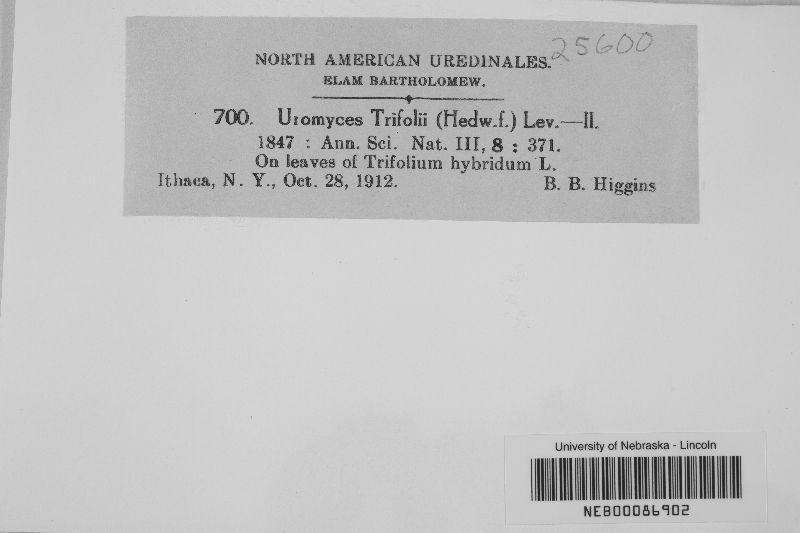 NORTH AMERICAN UREDINALES. 25600
ELAM BARTHOLOMEW.
700. Uromyces Trifolii (Hedw.f.) Lev.—II.
1847 : Ann. Sci. Nat. III, 8 : 371.
On leaves of Trifolium hybridum L.
Ithaca, N. Y., Oct. 28, 1912. B. B. Higgins
University of Nebraska - Lincoln
NEB00086902